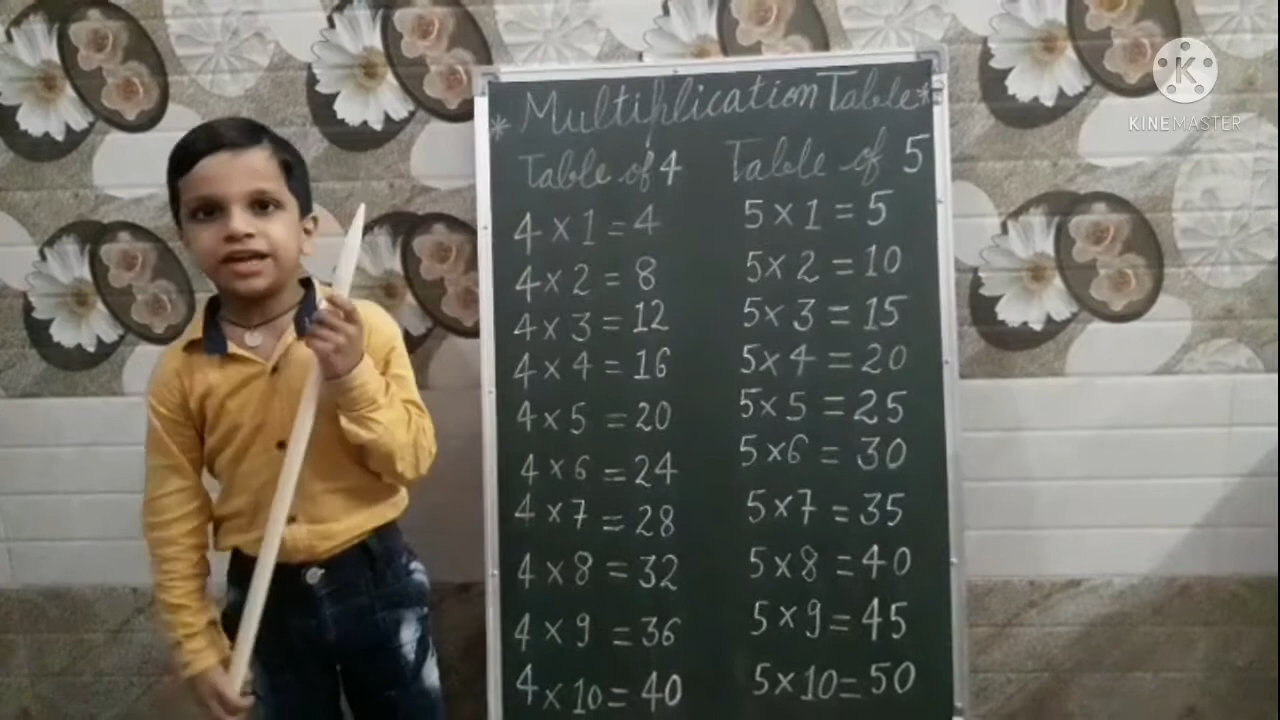 * Multiplication Table *
Table of 4
4 × 1 = 4
4 × 2 = 8
4 × 3 = 12
4 × 4 = 16
4 × 5 = 20
4 × 6 = 24
4 × 7 = 28
4 × 8 = 32
4 × 9 = 36
4 × 10 = 40
Table of 5
5 × 1 = 5
5 × 2 = 10
5 × 3 = 15
5 × 4 = 20
5 × 5 = 25
5 × 6 = 30
5 × 7 = 35
5 × 8 = 40
5 × 9 = 45
5 × 10 = 50
K
KINEMASTER